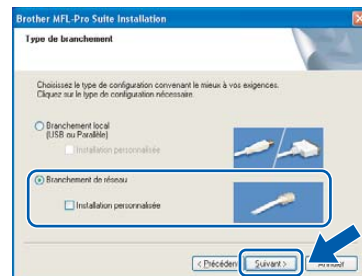 Brother MFL-Pro Suite Installation
Type de branchement
Choisissez le type de configuration convenant le mieux à vos exigences.
Cliquez sur le type de configuration nécessaire.
Branchement local
(USB ou Parallèle)
Installation personnalisée
Branchement de réseau
Installation personnalisée
< Précéden
Suivant >